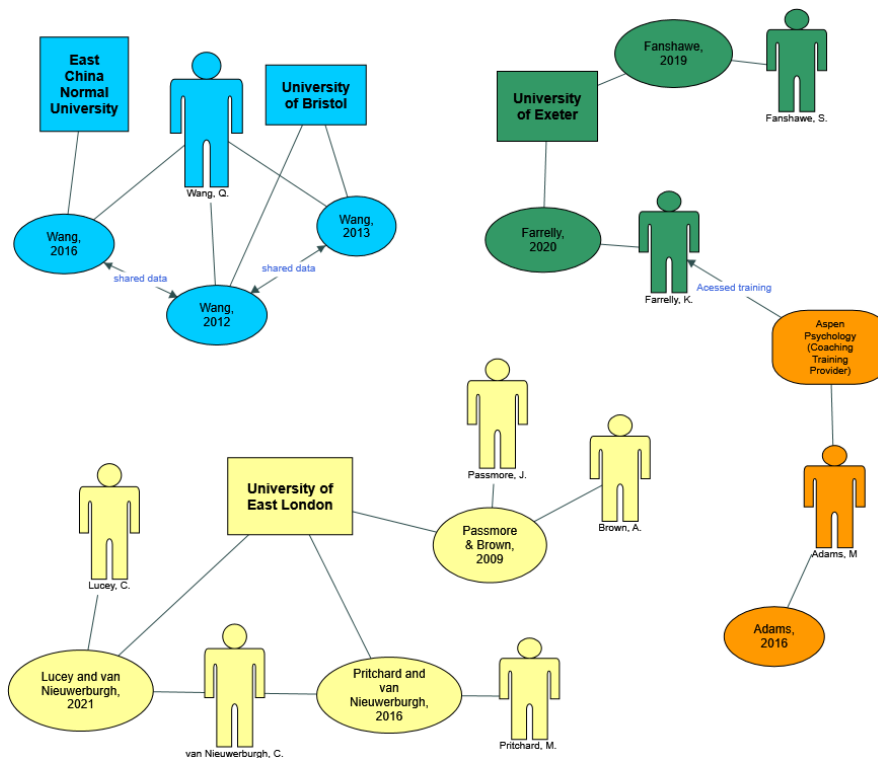 East
China
Normal
University
University
of Bristol
Wang, Q.
Wang,
2016
Wang,
2013
shared data
shared data
Wang,
2012
Fanshawe,
2019
Fanshawe, S.
University
of Exeter
Farrelly,
2020
Farrelly, K.
Acessed training
Aspen
Psychology
(Coaching
Training
Provider)
Adams, M
Adams,
2016
Passmore, J.
Brown, A.
University of
East London
Passmore
& Brown,
2009
Lucey, C.
Lucey and van
Nieuwerburgh,
2021
van Nieuwerburgh, C.
Pritchard and
van
Nieuwerburgh,
2016
Pritchard, M.